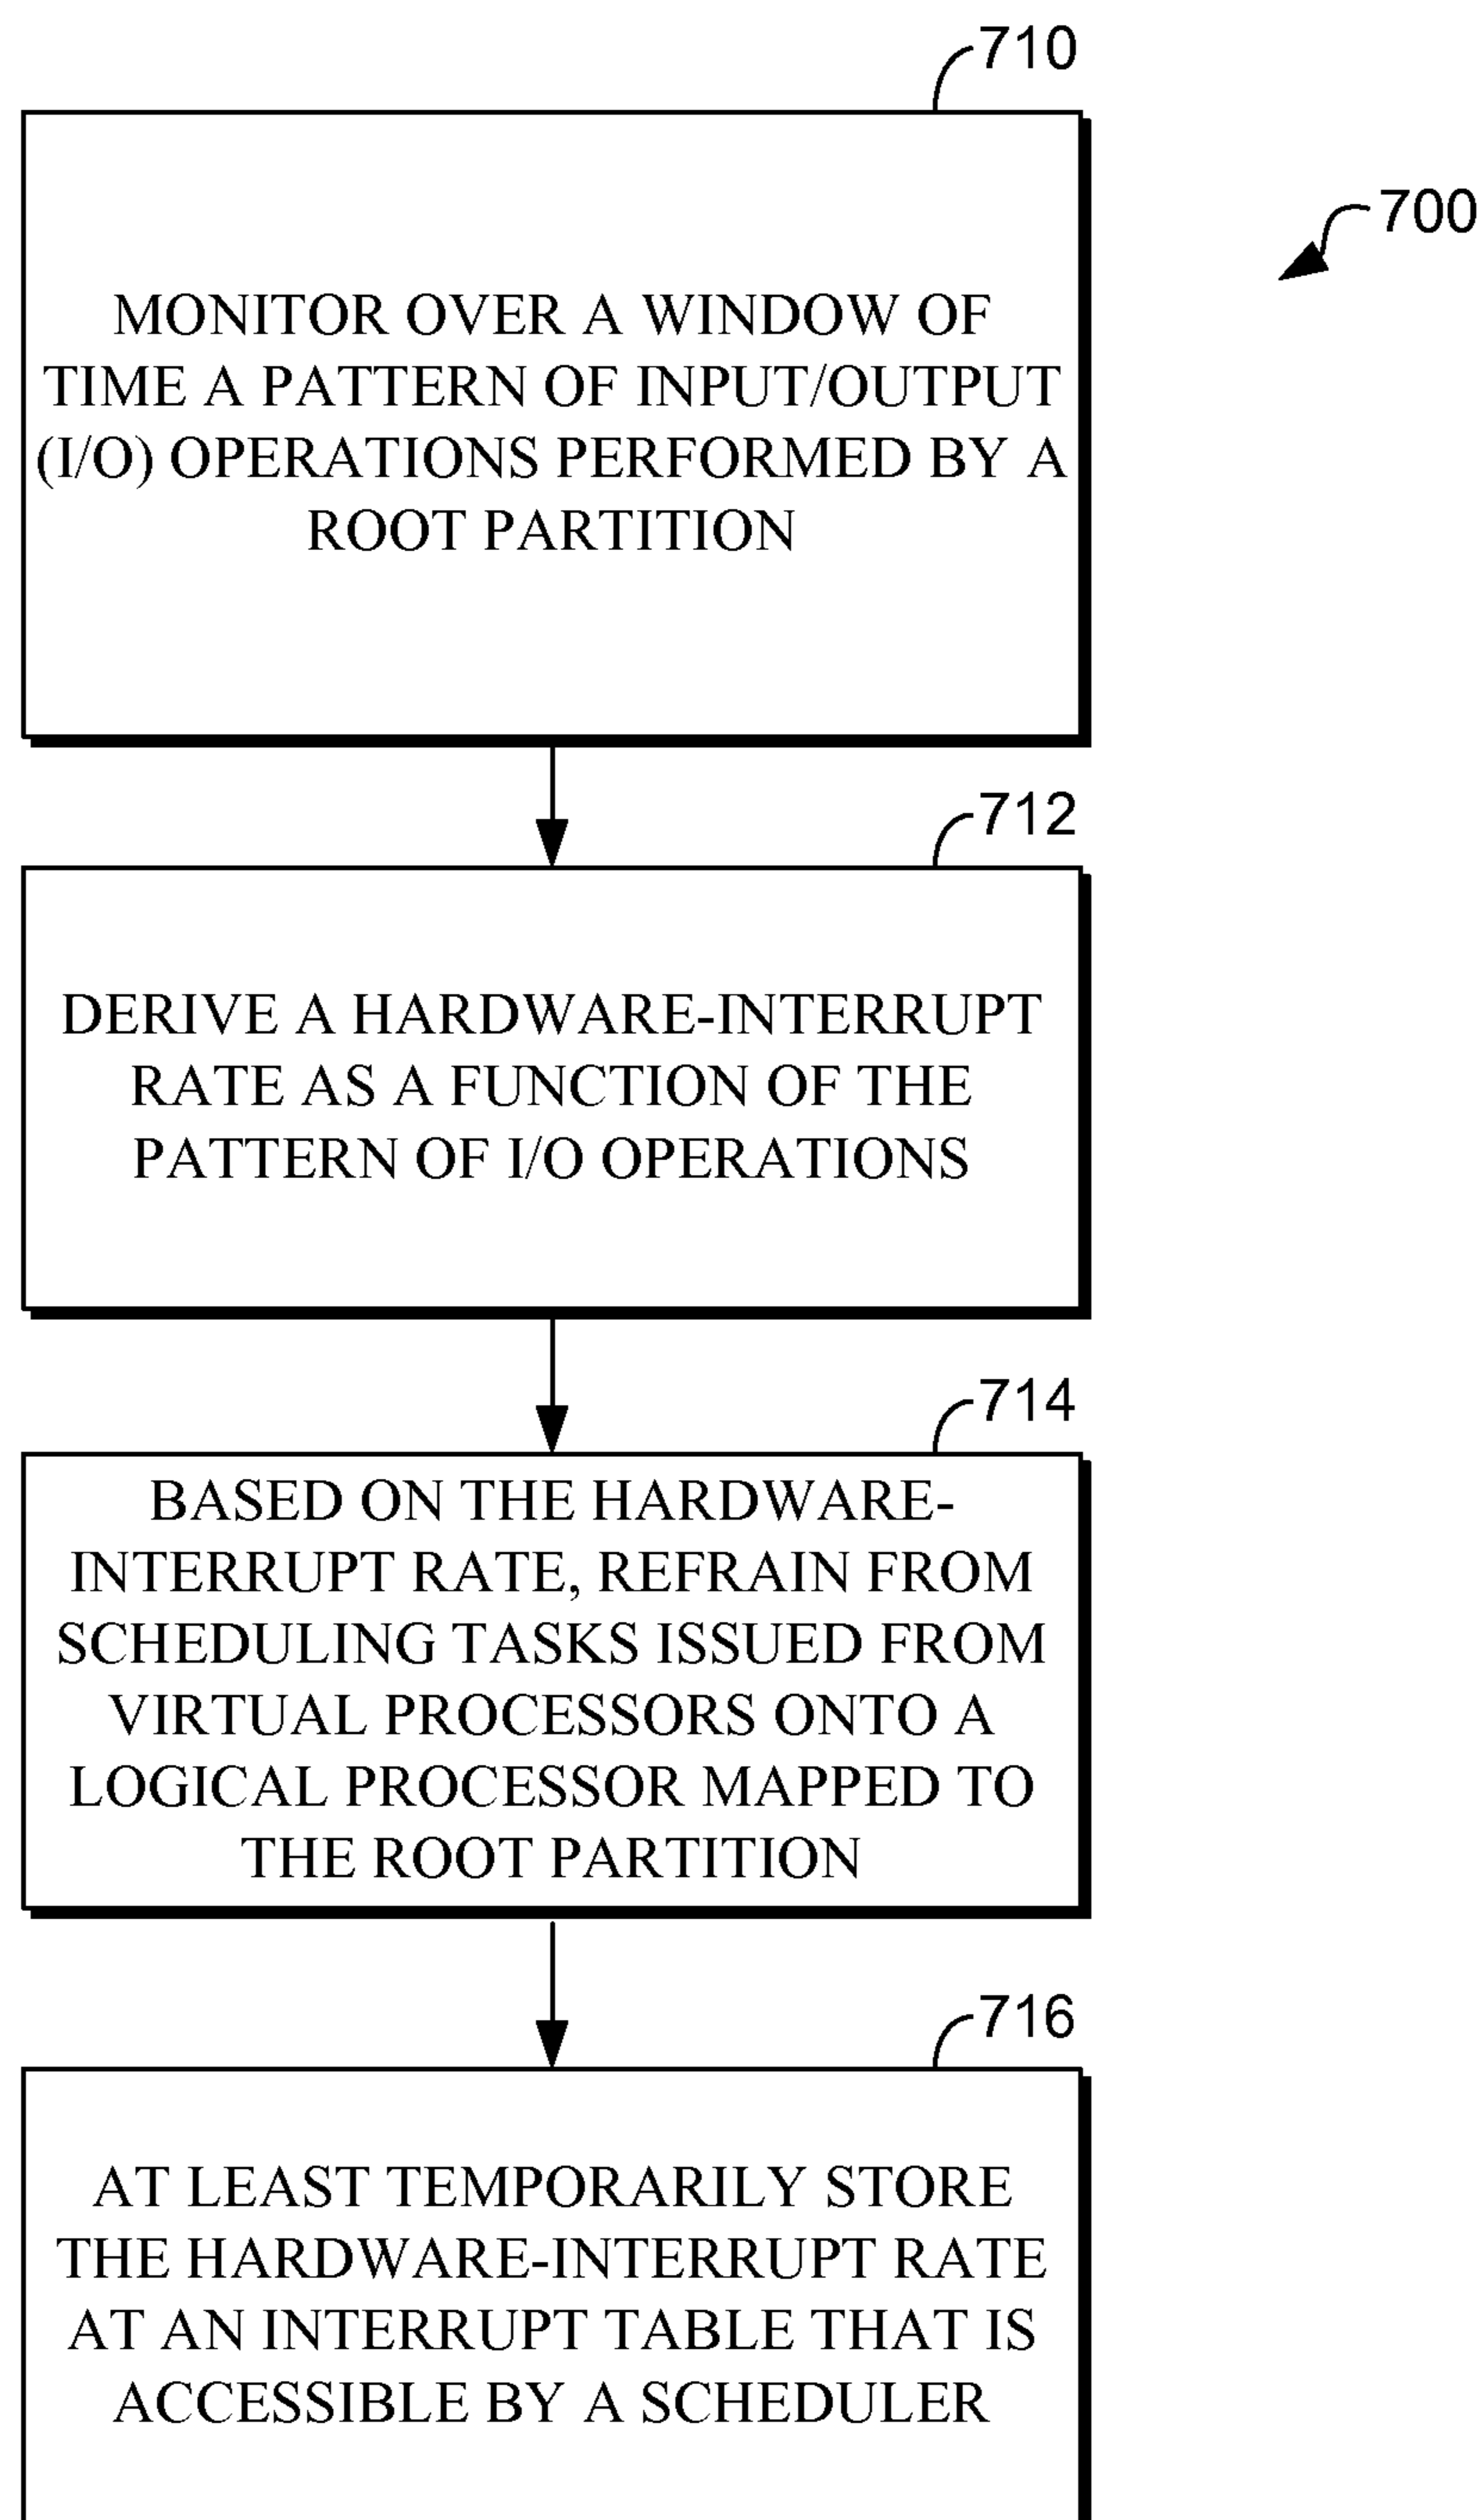 710
700
MONITOR OVER A WINDOW OF
TIME A PATTERN OF INPUT/OUTPUT
(I/O) OPERATIONS PERFORMED BY A
ROOT PARTITION
712
DERIVE A HARDWARE-INTERRUPT
RATE AS A FUNCTION OF THE
PATTERN OF I/O OPERATIONS
714
BASED ON THE HARDWARE-
INTERRUPT RATE, REFRAIN FROM
SCHEDULING TASKS ISSUED FROM
VIRTUAL PROCESSORS ONTO A
LOGICAL PROCESSOR MAPPED TO
THE ROOT PARTITION
716
AT LEAST TEMPORARILY STORE
THE HARDWARE-INTERRUPT RATE
AT AN INTERRUPT TABLE THAT IS
ACCESSIBLE BY A SCHEDULER